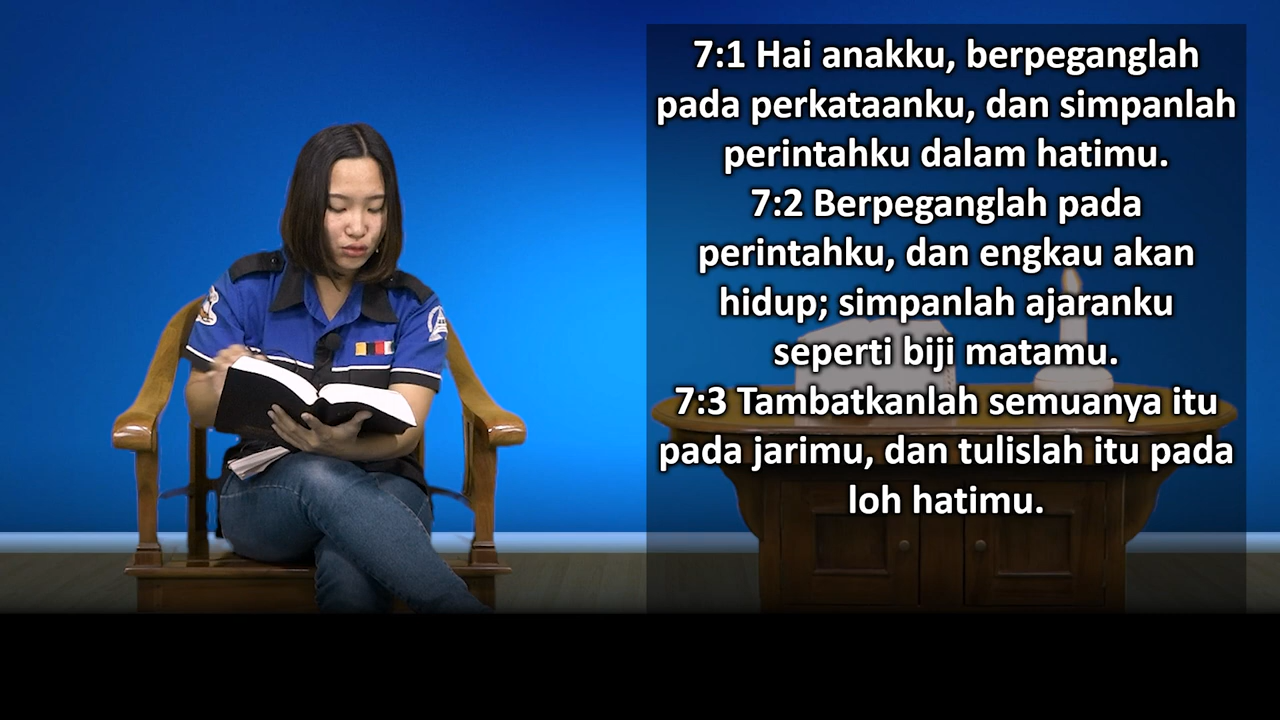 7:1 Hai anakku, berpeganglah
pada perkataanku, dan simpanlah
perintahku dalam hatimu.
7:2 Berpeganglah pada
perintahku, dan engkau akan
hidup; simpanlah ajaranku
seperti biji matamu.
7:3 Tambatkanlah semuanya itu
pada jarimu, dan tulislah itu pada
loh hatimu.